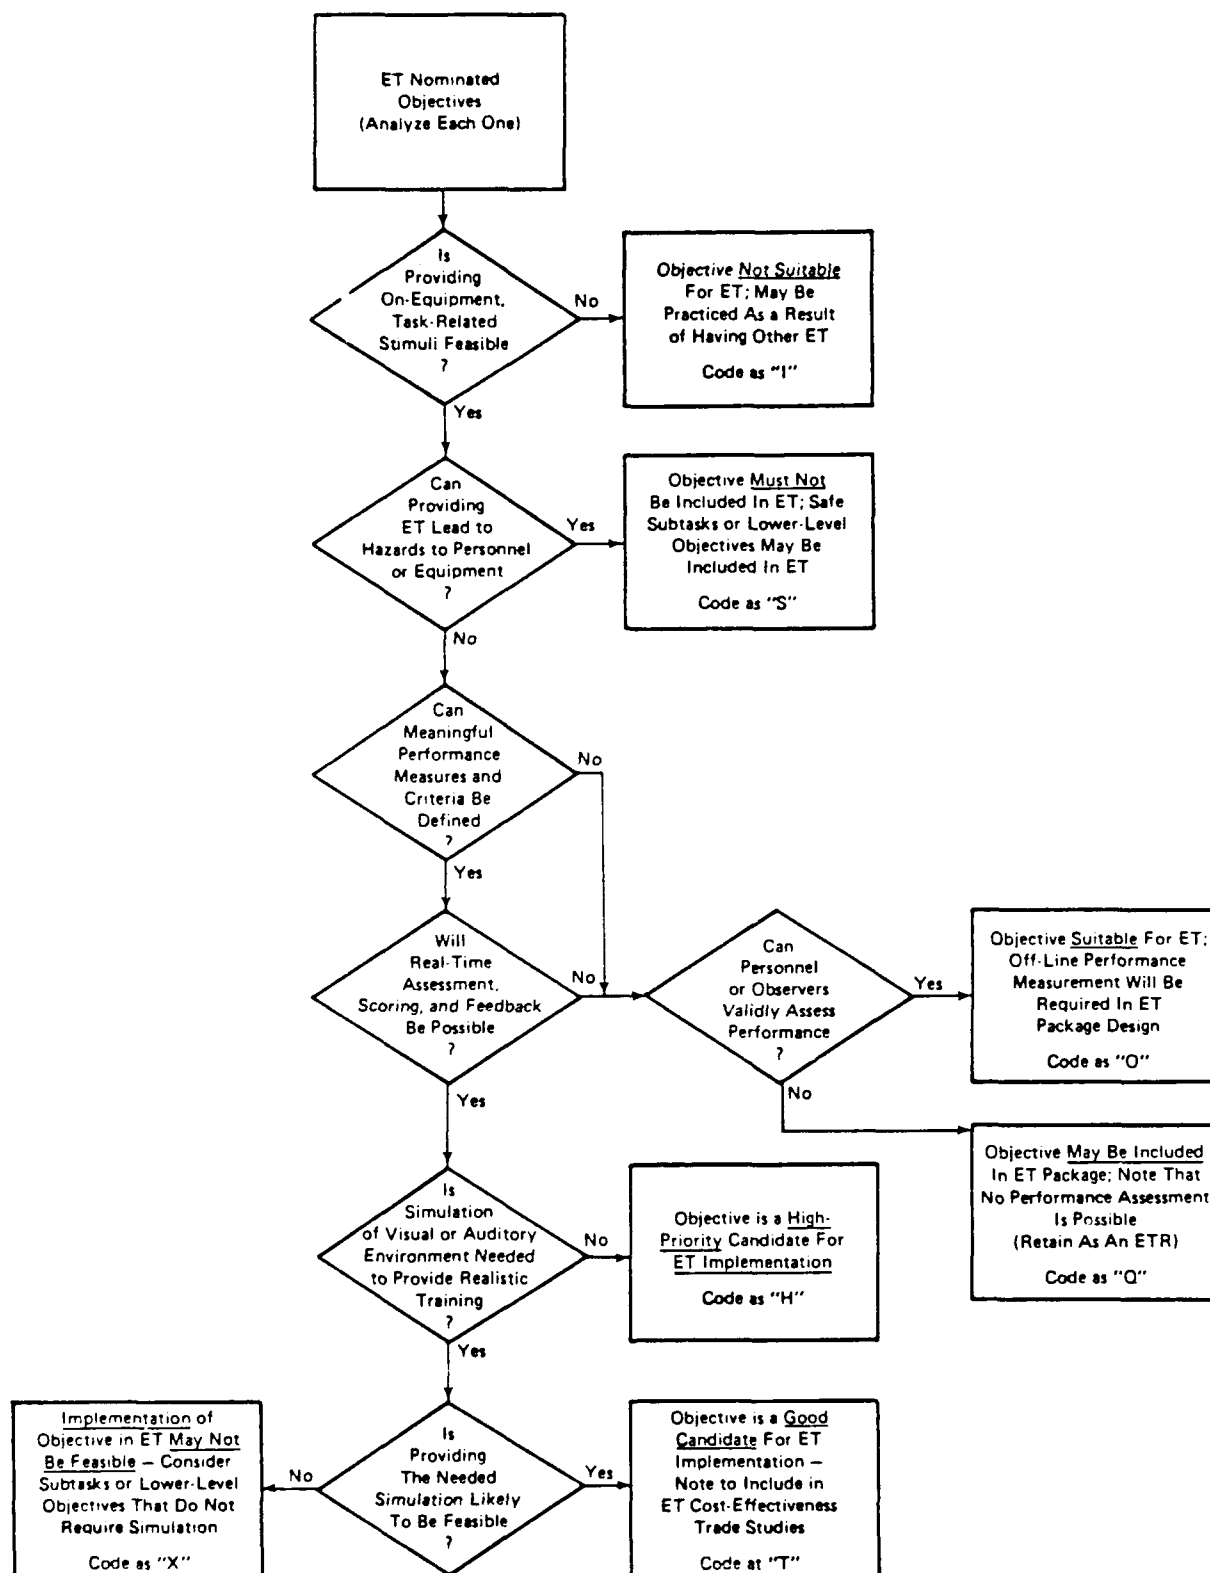 ET Nominated
Objectives
(Analyze Each One)
Is
Providing
On-Equipment,
Task-Related
Stimuli Feasible
?
No
Objective Not Suitable
For ET; May Be
Practiced As a Result
of Having Other ET
Code as "I"
Yes
Can
Providing
ET Lead to
Hazards to Personnel
or Equipment
?
Yes
Objective Must Not
Be Included In ET; Safe
Subtasks or Lower-Level
Objectives May Be
Included In ET
Code as "S"
No
Can
Meaningful
Performance
Measures and
Criteria Be
Defined
?
No
Yes
Will
Real-Time
Assessment,
Scoring, and Feedback
Be Possible
?
No
Can
Personnel
or Observers
Validly Assess
Performance
?
Yes
Objective Suitable For ET;
Off-Line Performance
Measurement Will Be
Required In ET
Package Design
Code as "O"
No
Objective May Be Included
In ET Package; Note That
No Performance Assessment
Is Possible
(Retain As An ETR)
Code as "Q"
Yes
Is
Simulation
of Visual or Auditory
Environment Needed
to Provide Realistic
Training
?
No
Objective is a High-
Priority Candidate For
ET Implementation
Code as "H"
Yes
Is
Providing
The Needed
Simulation Likely
To Be Feasible
?
No
Implementation of
Objective in ET May Not
Be Feasible – Consider
Subtasks or Lower-Level
Objectives That Do Not
Require Simulation
Code as "X"
Yes
Objective is a Good
Candidate For ET
Implementation –
Note to Include in
ET Cost-Effectiveness
Trade Studies
Code at "T"